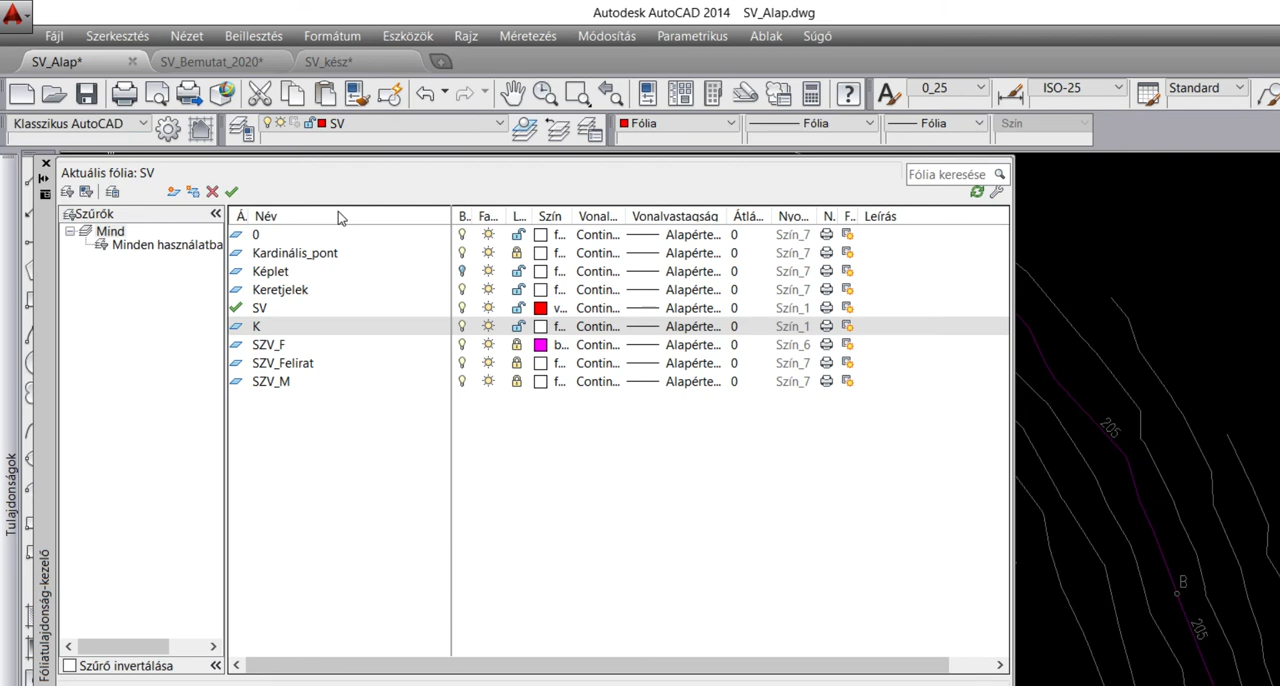 Autodesk AutoCAD 2014 SV_Alap.dwg
Fájl Szerkesztés Nézet Beillesztés Formátum Eszközök Rajz Méretezés Módosítás Parametrikus Ablak Súgó
SV_Alap* SV_Bemutat_2020* SV_kész*
0_25 ISO-25 Standard
Klasszikus AutoCAD SV Fólia Fólia Fólia Szín
Aktuális fólia: SV
Fólia keresése
Szűrők
Mind
Minden használatba
Á. Név B. Fa... L... Szín Vonal... Vonalvastagság Átlá... Nyo... N. F.. Leírás
0 f... Contin... Alapérte... 0 Szín_7
Kardinális_pont f... Contin... Alapérte... 0 Szín_7
Képlet f... Contin... Alapérte... 0 Szín_7
Keretjelek f... Contin... Alapérte... 0 Szín_7
SV v... Contin... Alapérte... 0 Szín_1
K f... Contin... Alapérte... 0 Szín_1
SZV_F b... Contin... Alapérte... 0 Szín_6
SZV_Felirat f... Contin... Alapérte... 0 Szín_7
SZV_M f... Contin... Alapérte... 0 Szín_7
Szűrő invertálása
Tulajdonságok
Fóliatulajdonság-kezelő
205
B
205